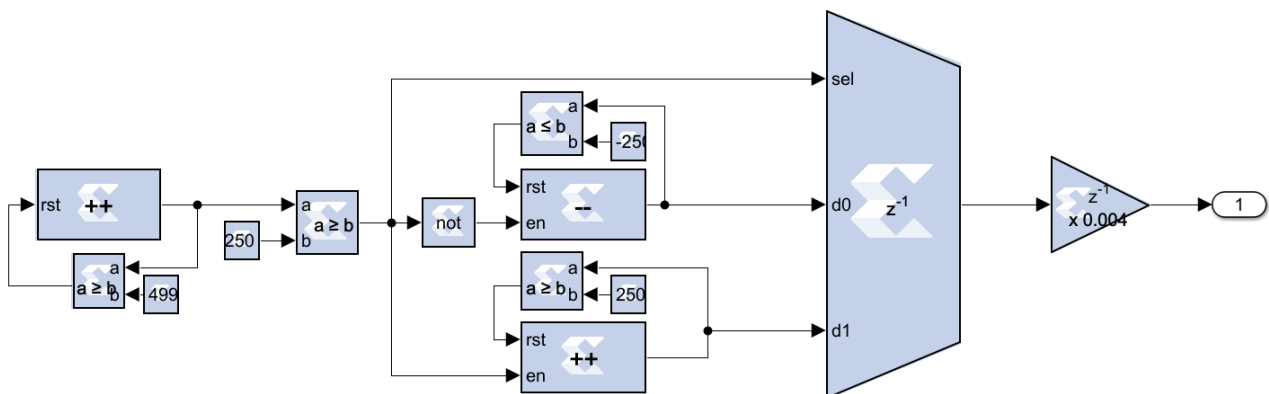 rst
++
a
a ≥ b
b
499
250
a
b
a ≥ b
not
a
a ≤ b
b
-250
rst
--
en
a
a ≥ b
b
250
rst
++
en
sel
d0
d1
z-1
z-1
x 0.004
1